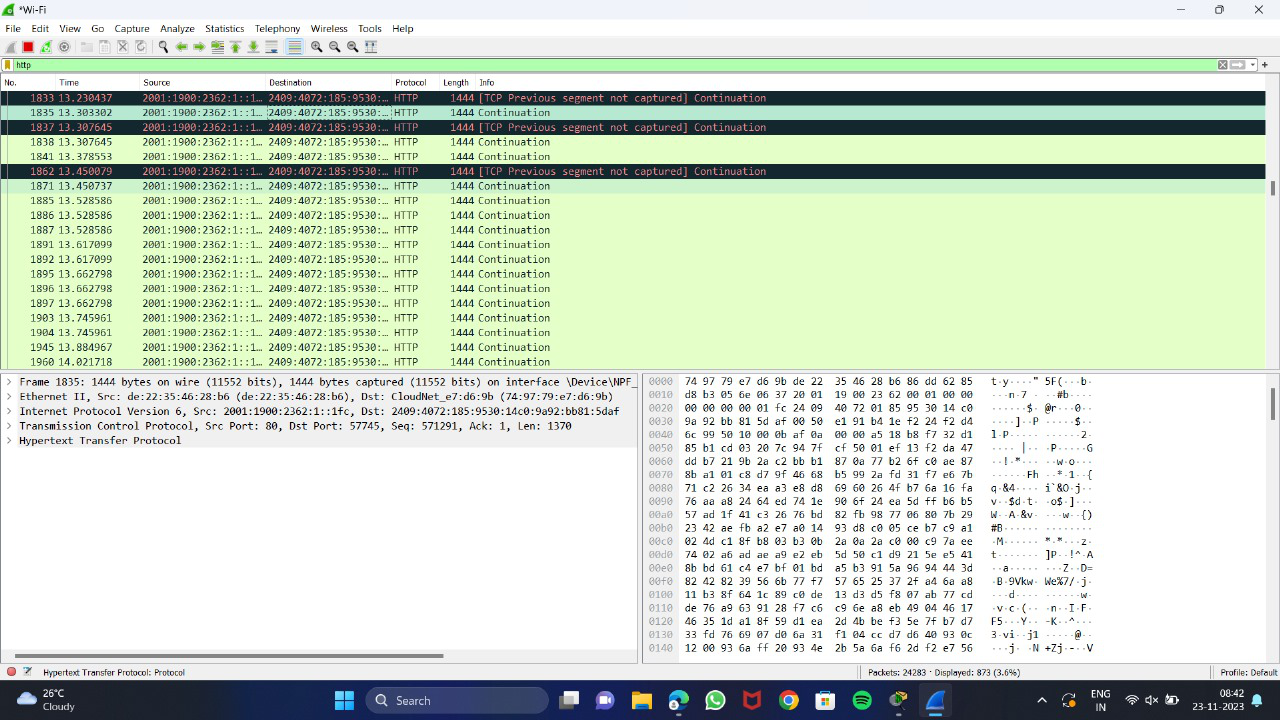 *Wi-Fi
File Edit View Go Capture Analyze Statistics Telephony Wireless Tools Help
http
No. Time Source Destination Protocol Length Info
1833 13.230437 2001:1900:2362:1::1… 2409:4072:185:9530:… HTTP 1444 [TCP Previous segment not captured] Continuation
1835 13.303302 2001:1900:2362:1::1… 2409:4072:185:9530:… HTTP 1444 Continuation
1837 13.307645 2001:1900:2362:1::1… 2409:4072:185:9530:… HTTP 1444 [TCP Previous segment not captured] Continuation
1838 13.307645 2001:1900:2362:1::1… 2409:4072:185:9530:… HTTP 1444 Continuation
1841 13.378553 2001:1900:2362:1::1… 2409:4072:185:9530:… HTTP 1444 Continuation
1862 13.450079 2001:1900:2362:1::1… 2409:4072:185:9530:… HTTP 1444 [TCP Previous segment not captured] Continuation
1871 13.450737 2001:1900:2362:1::1… 2409:4072:185:9530:… HTTP 1444 Continuation
1885 13.528586 2001:1900:2362:1::1… 2409:4072:185:9530:… HTTP 1444 Continuation
1886 13.528586 2001:1900:2362:1::1… 2409:4072:185:9530:… HTTP 1444 Continuation
1887 13.528586 2001:1900:2362:1::1… 2409:4072:185:9530:… HTTP 1444 Continuation
1891 13.617099 2001:1900:2362:1::1… 2409:4072:185:9530:… HTTP 1444 Continuation
1892 13.617099 2001:1900:2362:1::1… 2409:4072:185:9530:… HTTP 1444 Continuation
1895 13.662798 2001:1900:2362:1::1… 2409:4072:185:9530:… HTTP 1444 Continuation
1896 13.662798 2001:1900:2362:1::1… 2409:4072:185:9530:… HTTP 1444 Continuation
1897 13.662798 2001:1900:2362:1::1… 2409:4072:185:9530:… HTTP 1444 Continuation
1903 13.745961 2001:1900:2362:1::1… 2409:4072:185:9530:… HTTP 1444 Continuation
1904 13.745961 2001:1900:2362:1::1… 2409:4072:185:9530:… HTTP 1444 Continuation
1945 13.884967 2001:1900:2362:1::1… 2409:4072:185:9530:… HTTP 1444 Continuation
1960 14.021718 2001:1900:2362:1::1… 2409:4072:185:9530:… HTTP 1444 Continuation
Frame 1835: 1444 bytes on wire (11552 bits), 1444 bytes captured (11552 bits) on interface \Device\NPF_
Ethernet II, Src: de:22:35:46:28:b6 (de:22:35:46:28:b6), Dst: CloudNet_e7:d6:9b (74:97:79:e7:d6:9b)
Internet Protocol Version 6, Src: 2001:1900:2362:1::1fc, Dst: 2409:4072:185:9530:14c0:9a92:bb81:5daf
Transmission Control Protocol, Src Port: 80, Dst Port: 57745, Seq: 571291, Ack: 1, Len: 1370
Hypertext Transfer Protocol
0000 74 97 79 e7 d6 9b de 22 35 46 28 b6 86 dd 62 85 t·y····" 5F(···b·
0010 d8 b3 05 6e 06 37 20 01 19 00 23 62 00 01 00 00 ···n·7 · ··#b····
0020 00 00 00 00 01 fc 24 09 40 72 01 85 95 30 14 c0 ······$· @r···0··
0030 9a 92 bb 81 5d af 00 50 e1 91 b4 1e f2 24 f2 d4 ····]··P ·····$··
0040 6c 99 50 10 00 0b af 0a 00 00 a5 18 b8 f7 32 d1 l·P····· ······2·
0050 85 b1 cd 03 20 7c 94 7f cf 50 01 ef 13 f2 da 47 ···· |·· ·P·····G
0060 dd b7 21 9b 2a c2 bb b1 87 0a 77 b2 6f c0 ae 87 ··!·*··· ··w·o···
0070 8b a1 01 c8 d7 9f 46 68 b5 99 2a fd 31 f7 e6 7b ······Fh ··*·1··{
0080 71 c2 26 34 ea a3 e8 d8 69 60 26 4f b7 6a 16 fa q·&4···· i`&O·j··
0090 76 aa a8 24 64 ed 74 1e 90 6f 24 ea 5d ff b6 b5 v··$d·t· ·o$·]···
00a0 57 ad 1f 41 c3 26 76 bd 82 fb 98 77 06 80 7b 29 W··A·&v· ···w··{)
00b0 23 42 ae fb a2 e7 a0 14 93 d8 c0 05 ce b7 c9 a1 #B······ ········
00c0 02 4d c1 8f b8 03 b3 0b 2a 0a 2a c0 00 c9 7a ee ·M······ *·*···z·
00d0 74 02 a6 ad ae a9 e2 eb 5d 50 c1 d9 21 5e e5 41 t······· ]P··!^·A
00e0 8b bd 61 c4 e7 bf 01 bd a5 b3 91 5a 96 94 44 3d ··a····· ···Z··D=
00f0 82 42 82 39 56 6b 77 f7 57 65 25 37 2f a4 6a a8 ·B·9Vkw· We%7/·j·
0100 11 b3 8f 64 1c 89 c0 de 13 d3 d5 f8 07 ab 77 cd ···d···· ······w·
0110 de 76 a9 63 91 28 f7 c6 c9 6e a8 eb 49 04 46 17 ·v·c·(·· ·n··I·F·
0120 46 35 1d a1 8f 59 d1 ea 2d 4b be f3 5e 7f b7 d7 F5···Y·· -K··^···
0130 33 fd 76 69 07 d0 6a 31 f1 04 cc d7 d6 40 93 0c 3·vi··j1 ·····@··
0140 12 00 93 6a ff 20 93 4e 2b 5a 6a f6 2d f2 e7 56 ···j· ·N +Zj·-··V
Hypertext Transfer Protocol: Protocol
Packets: 24283 · Displayed: 873 (3.6%)
Profile: Default
26°C
Cloudy
Search
ENG
IN
08:42
23-11-2023